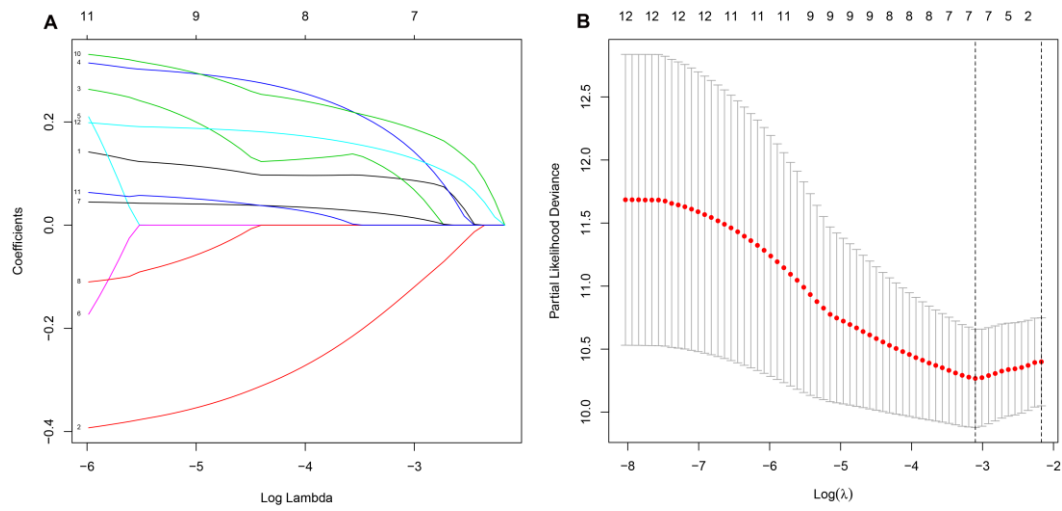 A
11 9 8 7
Coefficients
0.2
0.0
−0.2
−0.4
10
4
3
5
12
1
11
7
8
6
2
−6 −5 −4 −3
Log Lambda
B
12 12 12 12 11 11 11 9 9 9 8 8 8 7 7 7 5 2
Partial Likelihood Deviance
12.5
12.0
11.5
11.0
10.5
10.0
−8 −7 −6 −5 −4 −3 −2
Log(λ)